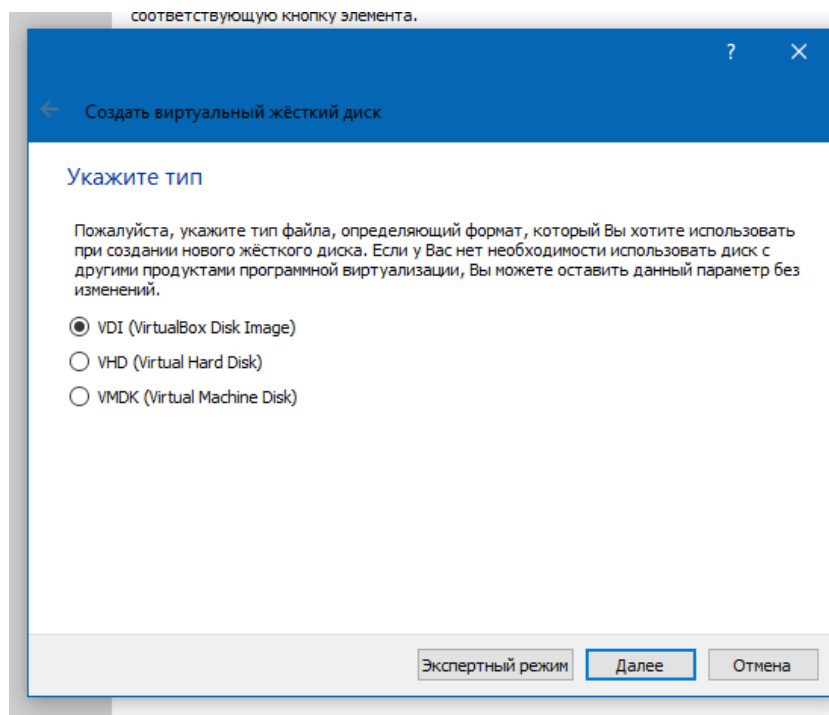 соответствующую кнопку элемента.
?
Создать виртуальный жёсткий диск
Укажите тип
Пожалуйста, укажите тип файла, определяющий формат, который Вы хотите использовать
при создании нового жёсткого диска. Если у Вас нет необходимости использовать диск с
другими продуктами программной виртуализации, Вы можете оставить данный параметр без
изменений.
VDI (VirtualBox Disk Image)
VHD (Virtual Hard Disk)
VMDK (Virtual Machine Disk)
Экспертный режим Далее Отмена